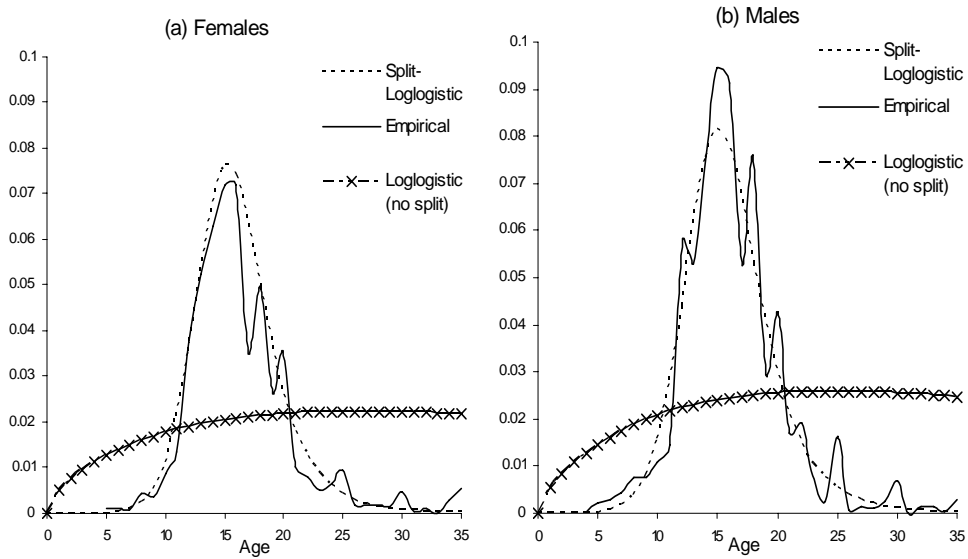 (a) Females
0.1
0.09
0.08
0.07
0.06
0.05
0.04
0.03
0.02
0.01
0
0 5 10 15 20 25 30 35
Age
Split-
Loglogistic
Empirical
Loglogistic
(no split)
(b) Males
0.1
0.09
0.08
0.07
0.06
0.05
0.04
0.03
0.02
0.01
0
0 5 10 15 20 25 30 35
Age
Split-
Loglogistic
Empirical
Loglogistic
(no split)